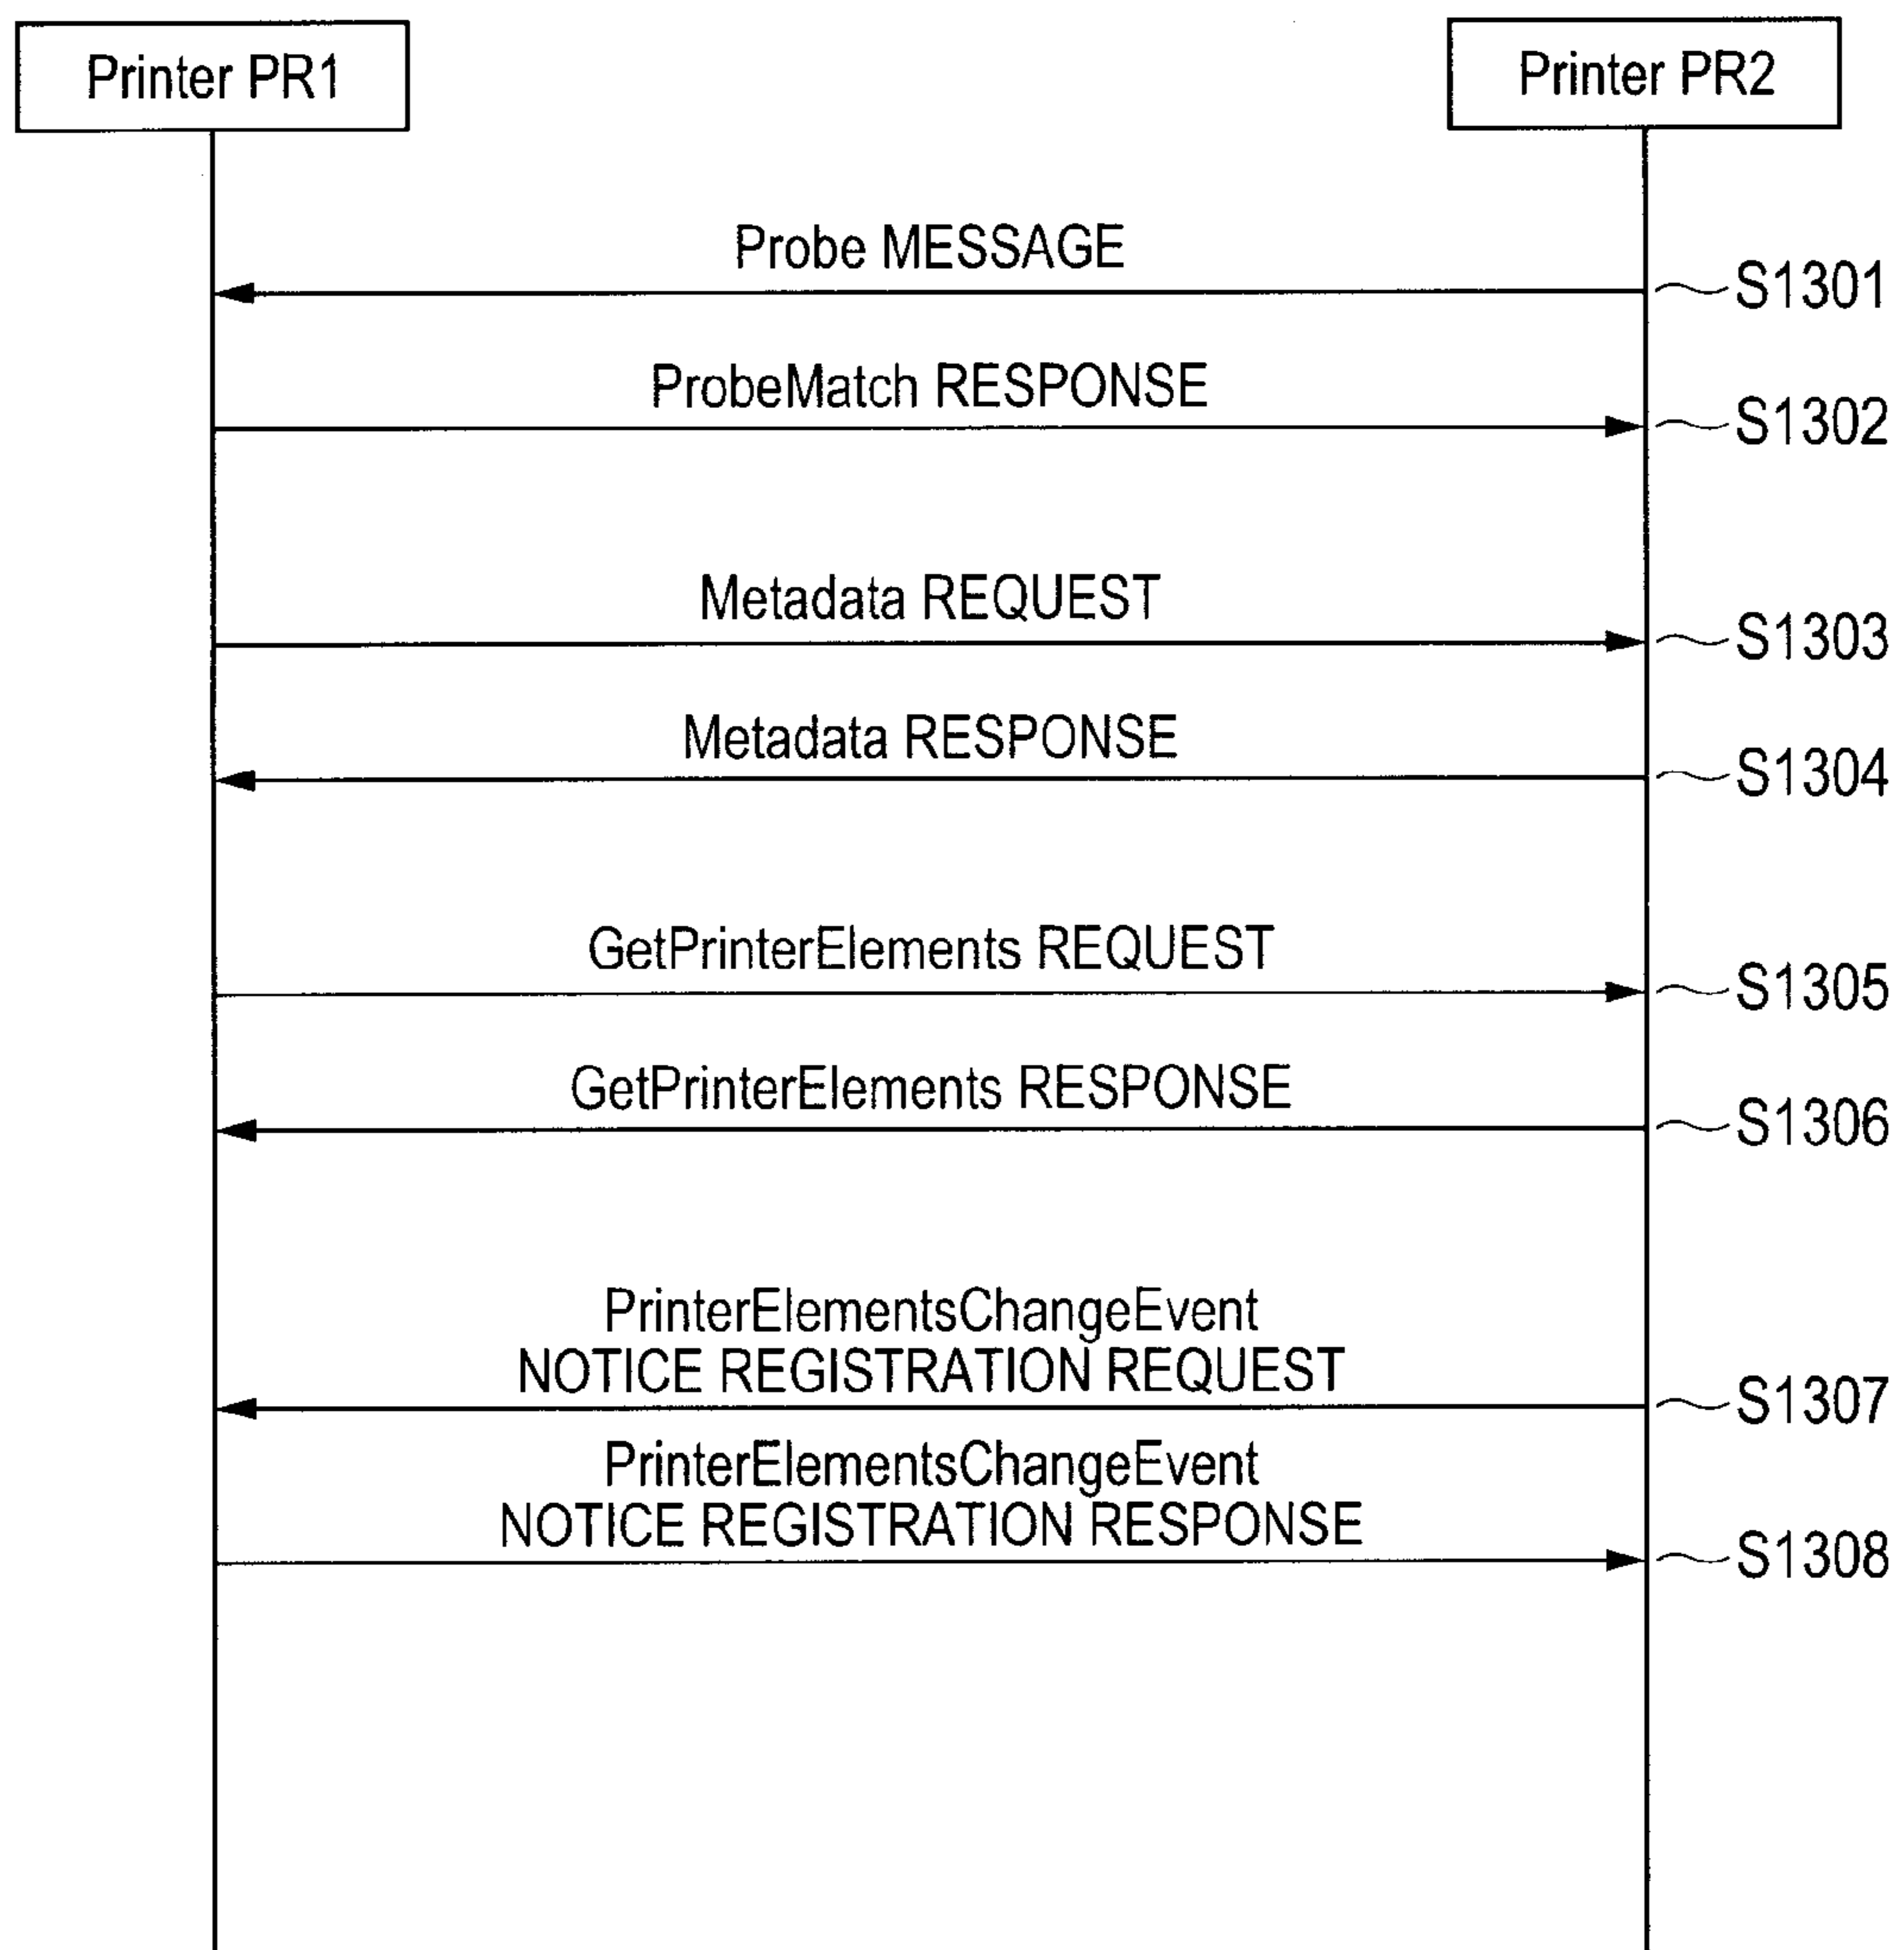 Printer PR1
Printer PR2
Probe MESSAGE
S1301
ProbeMatch RESPONSE
S1302
Metadata REQUEST
S1303
Metadata RESPONSE
S1304
GetPrinterElements REQUEST
S1305
GetPrinterElements RESPONSE
S1306
PrinterElementsChangeEvent
NOTICE REGISTRATION REQUEST
S1307
PrinterElementsChangeEvent
NOTICE REGISTRATION RESPONSE
S1308